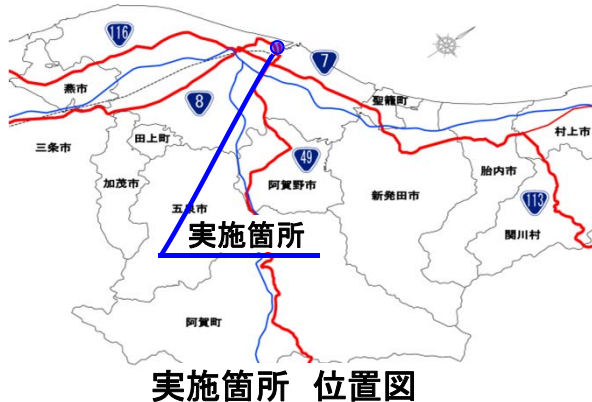 116
7
燕市
8
聖籠町
三条市
田上町
村上市
49
加茂市
五泉市
阿賀野市
新発田市
胎内市
113
関川村
実施箇所
阿賀町
実施箇所 位置図